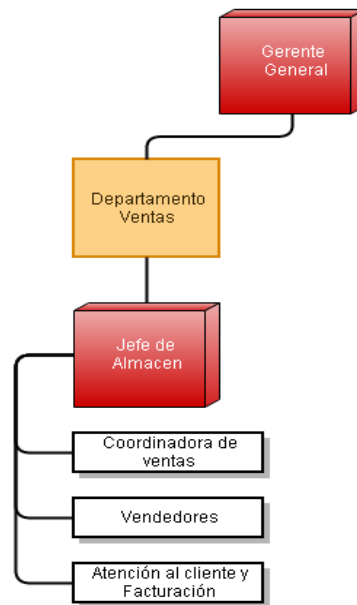 Gerente
General
Departamento
Ventas
Jefe de
Almacen
Coordinadora de
ventas
Vendedores
Atención al cliente y
Facturación